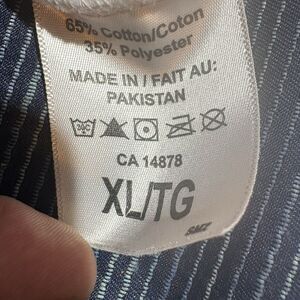 65% Cotton/Coton
35% Polyester
MADE IN / FAIT AU:
PAKISTAN
CA 14878
XL/TG